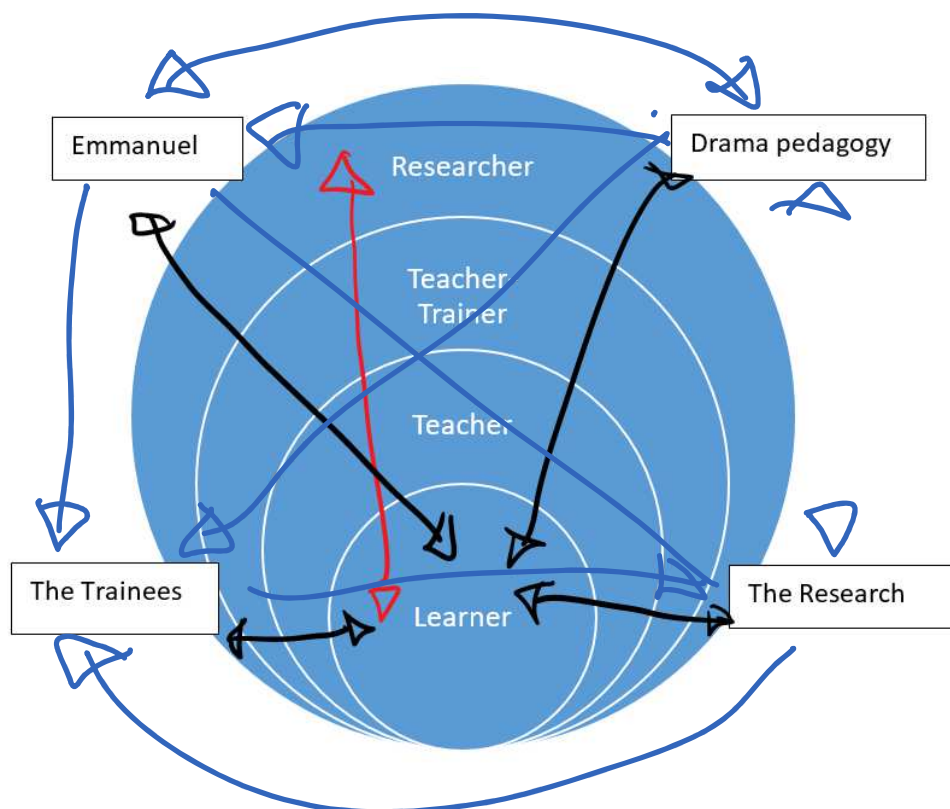 Emmanuel
Drama pedagogy
Researcher
Teacher
Trainer
Teacher
The Trainees
The Research
Learner